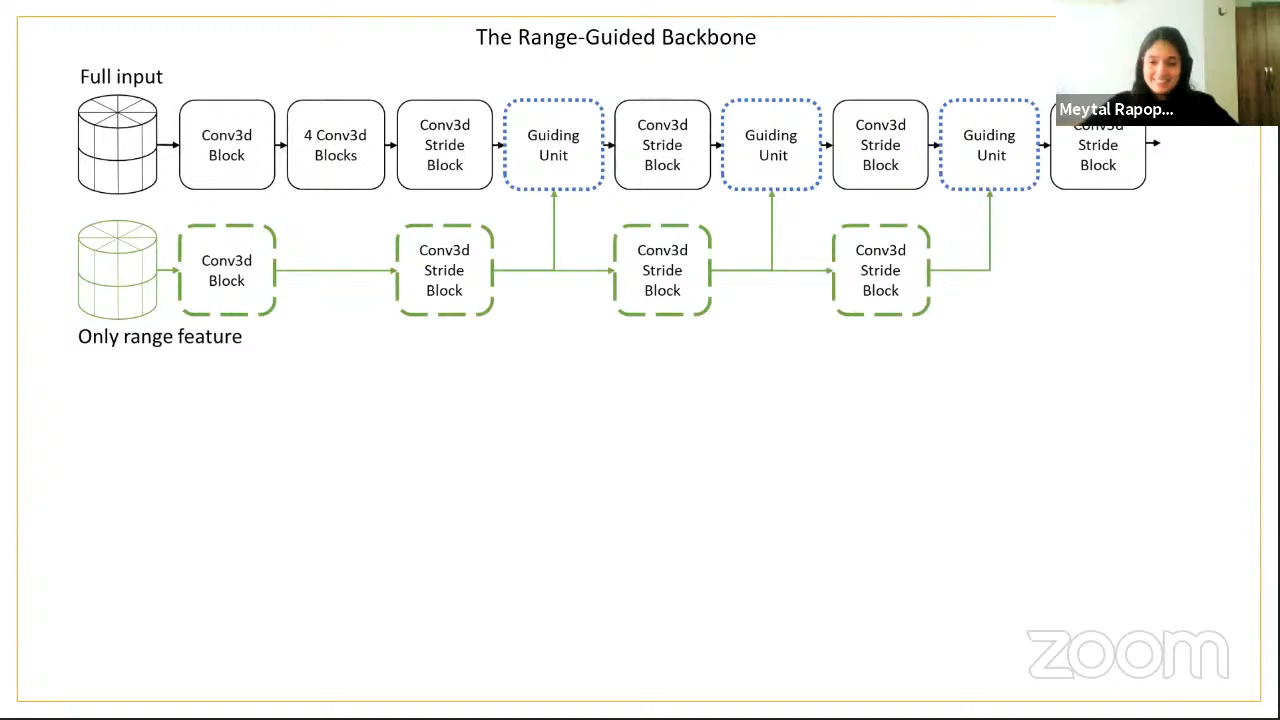 The Range-Guided Backbone
Meytal Rapop...
Full input
Conv3d
Block
4 Conv3d
Blocks
Conv3d
Stride
Block
Guiding
Unit
Conv3d
Stride
Block
Guiding
Unit
Conv3d
Stride
Block
Guiding
Unit
Conv3d
Stride
Block
Conv3d
Block
Conv3d
Stride
Block
Conv3d
Stride
Block
Conv3d
Stride
Block
Only range feature
zoom